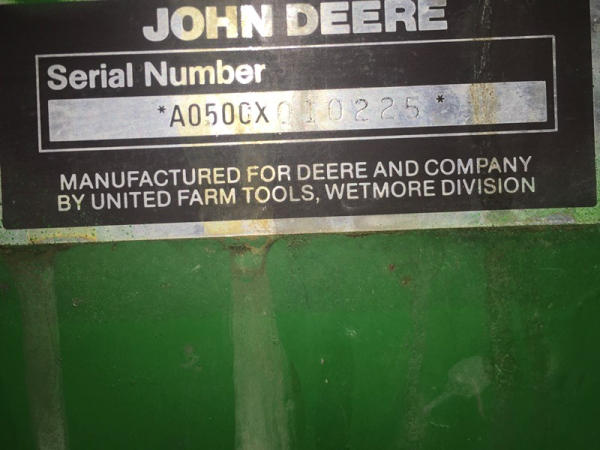 JOHN DEERE
Serial Number
*A0500X010225*
MANUFACTURED FOR DEERE AND COMPANY
BY UNITED FARM TOOLS, WETMORE DIVISION